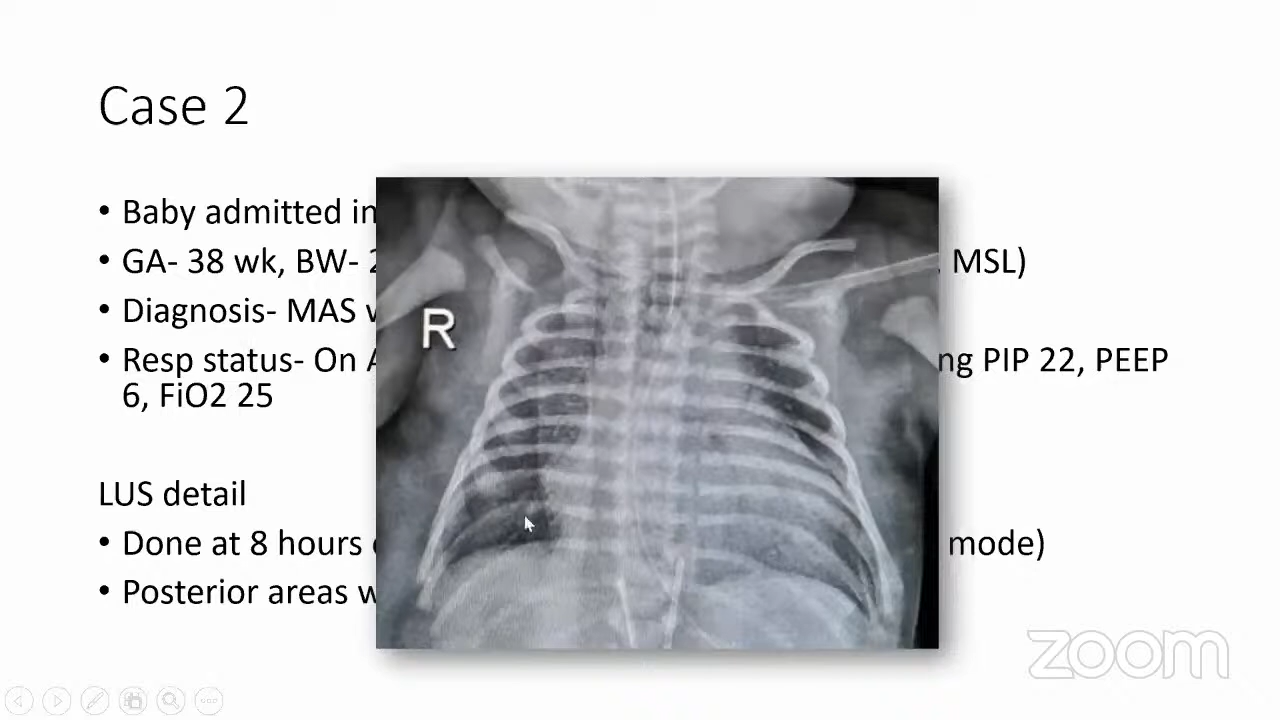 Case 2
• Baby admitted in
• GA- 38 wk, BW- 2 MSL)
• Diagnosis- MAS
• Resp status- On ng PIP 22, PEEP
6, FiO2 25
R
LUS detail
• Done at 8 hours mode)
• Posterior areas
zoom